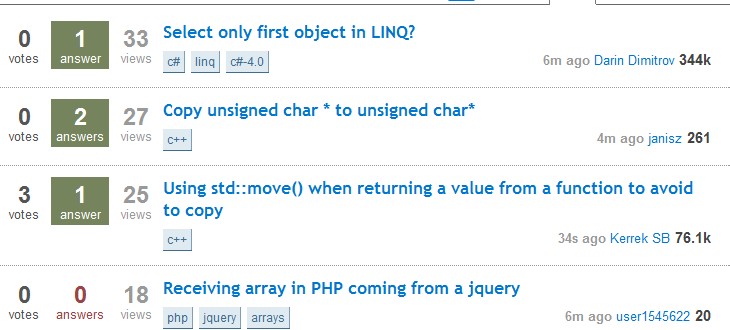 0 1 33 Select only first object in LINQ?
votes answer views c# linq c#-4.0 6m ago Darin Dimitrov 344k
0 2 27 Copy unsigned char * to unsigned char*
votes answers views c++ 4m ago janisz 261
3 1 25 Using std::move() when returning a value from a function to avoid
votes answer views to copy
c++ 34s ago Kerrek SB 76.1k
0 0 18 Receiving array in PHP coming from a jquery
votes answers views php jquery arrays 6m ago user1545622 20